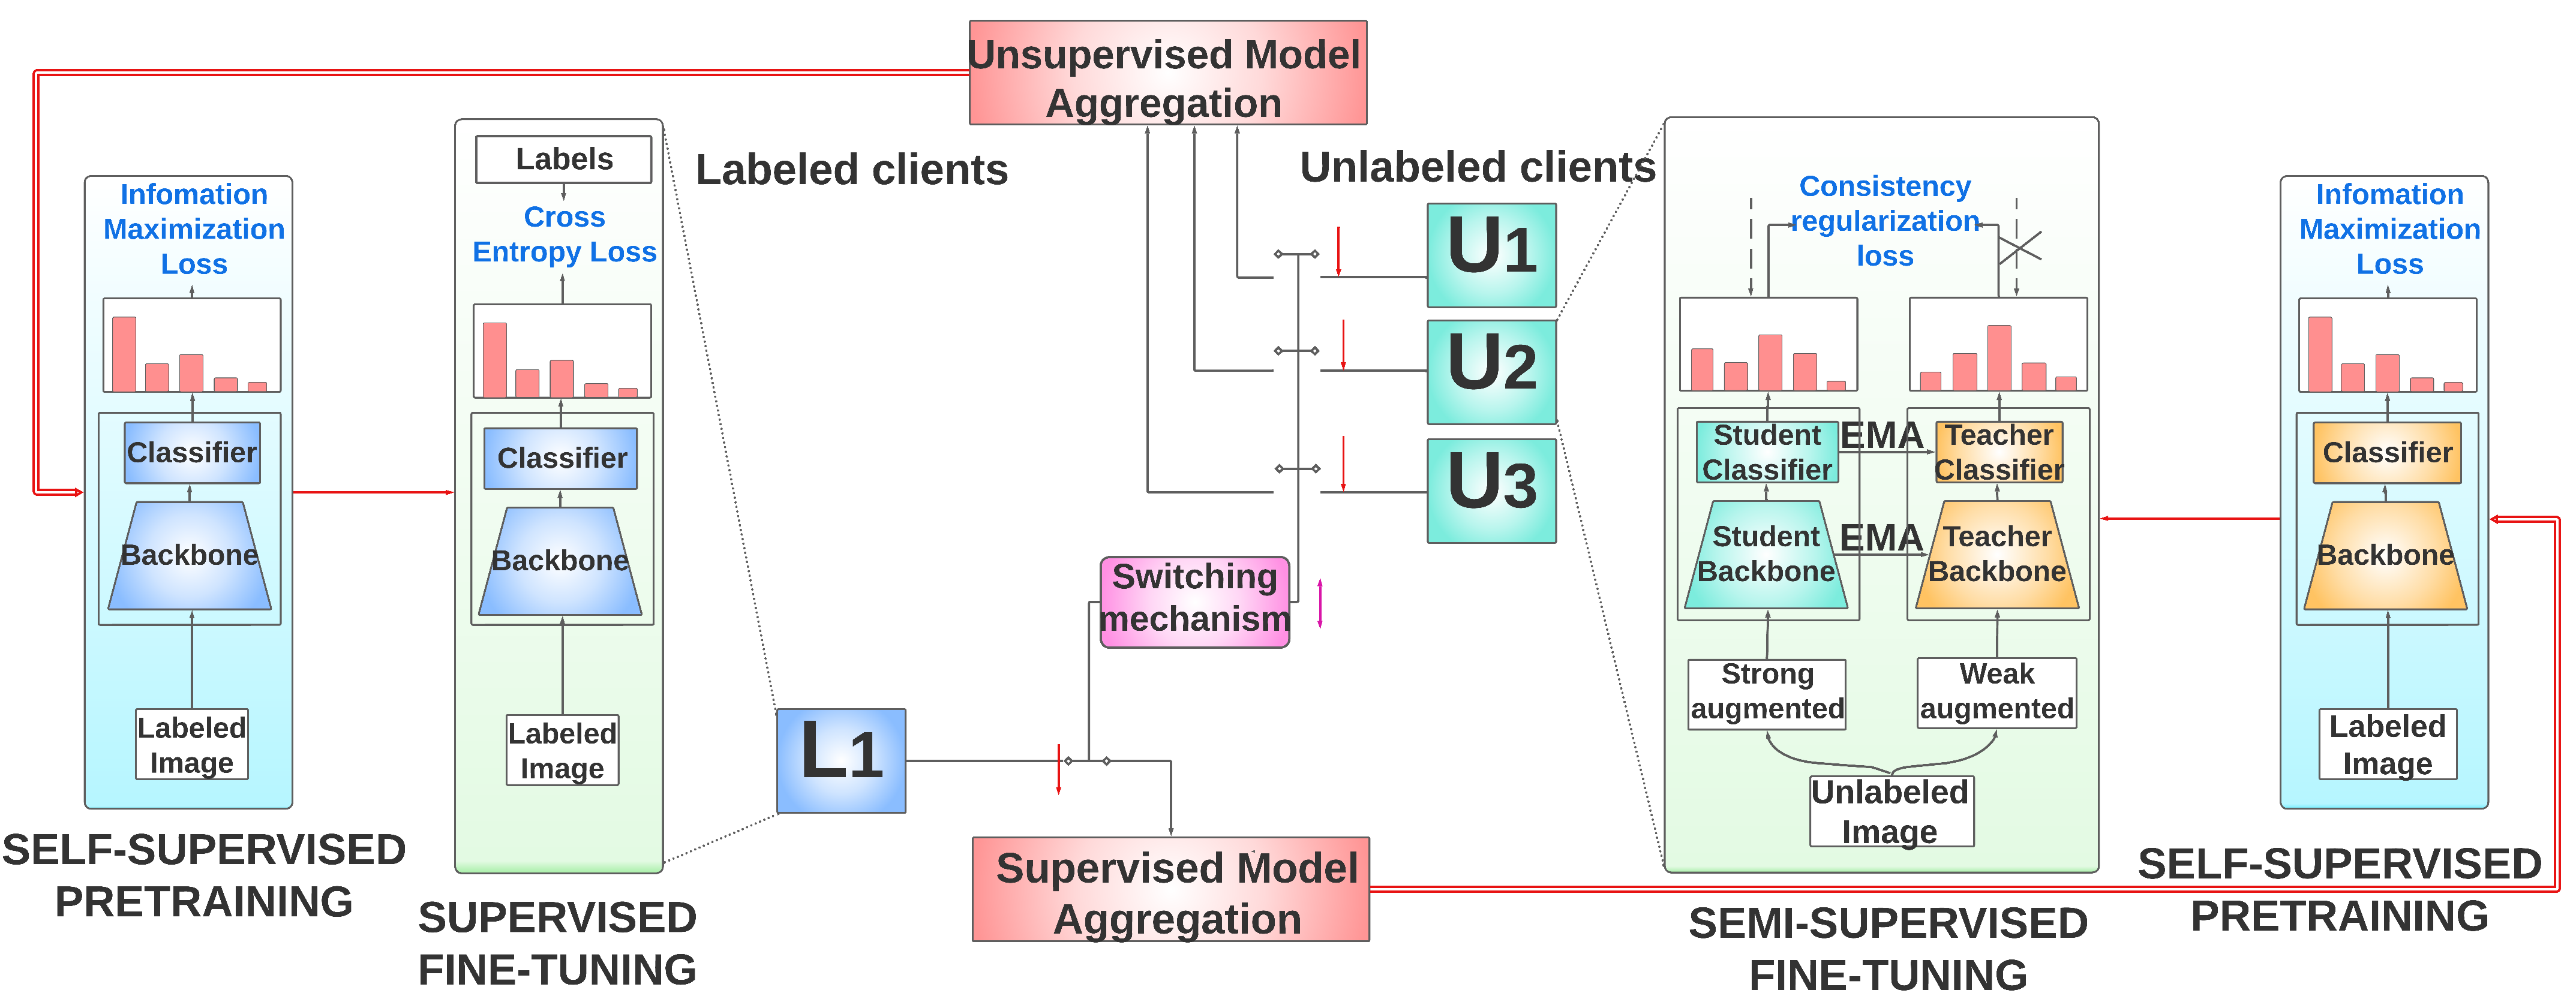 Unsupervised Model
Aggregation
Labeled clients
Unlabeled clients
Infomation
Maximization
Loss
Classifier
Backbone
Labeled
Image
SELF-SUPERVISED
PRETRAINING
Labels
Cross
Entropy Loss
Classifier
Backbone
Labeled
Image
SUPERVISED
FINE-TUNING
L1
Switching
mechanism
Supervised Model
Aggregation
U1
U2
U3
Consistency
regularization
loss
Student
Classifier
EMA
Teacher
Classifier
Student
Backbone
EMA
Teacher
Backbone
Strong
augmented
Weak
augmented
Unlabeled
Image
SEMI-SUPERVISED
FINE-TUNING
Infomation
Maximization
Loss
Classifier
Backbone
Labeled
Image
SELF-SUPERVISED
PRETRAINING